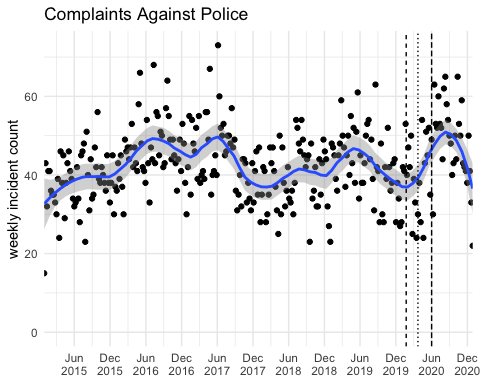 Complaints Against Police
weekly incident count
60
40
20
0
Jun Dec Jun Dec Jun Dec Jun Dec Jun Dec Jun Dec
2015 2015 2016 2016 2017 2017 2018 2018 2019 2019 2020 2020